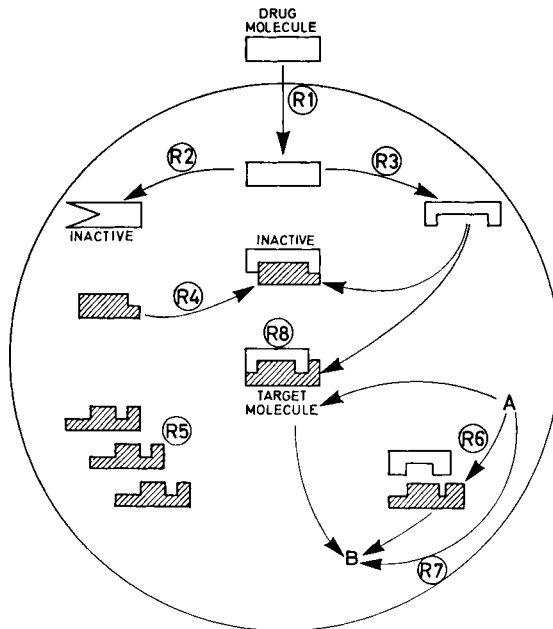 DRUG
MOLECULE
R1
R2
R3
INACTIVE
INACTIVE
R4
R8
TARGET
MOLECULE
A
R5
R6
B
R7